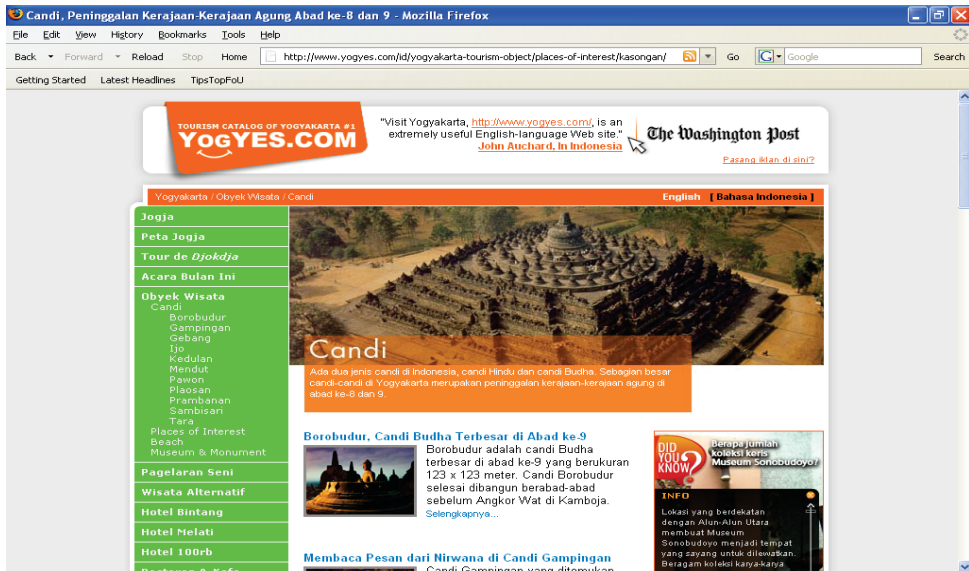 Candi, Peninggalan Kerajaan-Kerajaan Agung Abad ke-8 dan 9 - Mozilla Firefox
File Edit View History Bookmarks Tools Help
Back Forward Reload Stop Home http://www.yogyes.com/id/yogyakarta-tourism-object/places-of-interest/kasongan/ Go G Google Search
Getting Started Latest Headlines TipsTopFoU
TOURISM CATALOG OF YOGYAKARTA #1
YOGYES.COM
"Visit Yogyakarta, http://www.yogyes.com/, is an
extremely useful English-language Web site."
John Auchard, In Indonesia
The Washington Post
Pasang iklan di sini?
Yogyakarta / Obyek Wisata / Candi
English [ Bahasa Indonesia ]
Jogja
Peta Jogja
Tour de Djokdja
Acara Bulan Ini
Obyek Wisata
Candi
Borobudur
Gampingan
Gebang
Ijo
Kedulan
Mendut
Pawon
Plaosan
Prambanan
Sambisari
Tara
Places of Interest
Beach
Museum & Monument
Pagelaran Seni
Wisata Alternatif
Hotel Bintang
Hotel Melati
Hotel 100rb
Restoran & Kafe
Candi
Ada dua jenis candi di Indonesia, candi Hindu dan candi Budha. Sebagian besar
candi-candi di Yogyakarta merupakan peninggalan kerajaan-kerajaan agung di
abad ke-8 dan 9.
Borobudur, Candi Budha Terbesar di Abad ke-9
Borobudur adalah candi Budha
terbesar di abad ke-9 yang berukuran
123 x 123 meter. Candi Borobudur
selesai dibangun berabad-abad
sebelum Angkor Wat di Kamboja.
Selengkapnya...
Membaca Pesan dari Nirwana di Candi Gampingan
Candi Gampingan yang ditemukan
DID
YOU
KNOW?
Berapa jumlah
koleksi keris
Museum Sonobudoyo?
INFO
Lokasi yang berdekatan
dengan Alun-Alun Utara
membuat Museum
Sonobudoyo menjadi tempat
yang sayang untuk dilewatkan.
Beragam koleksi karya-karya